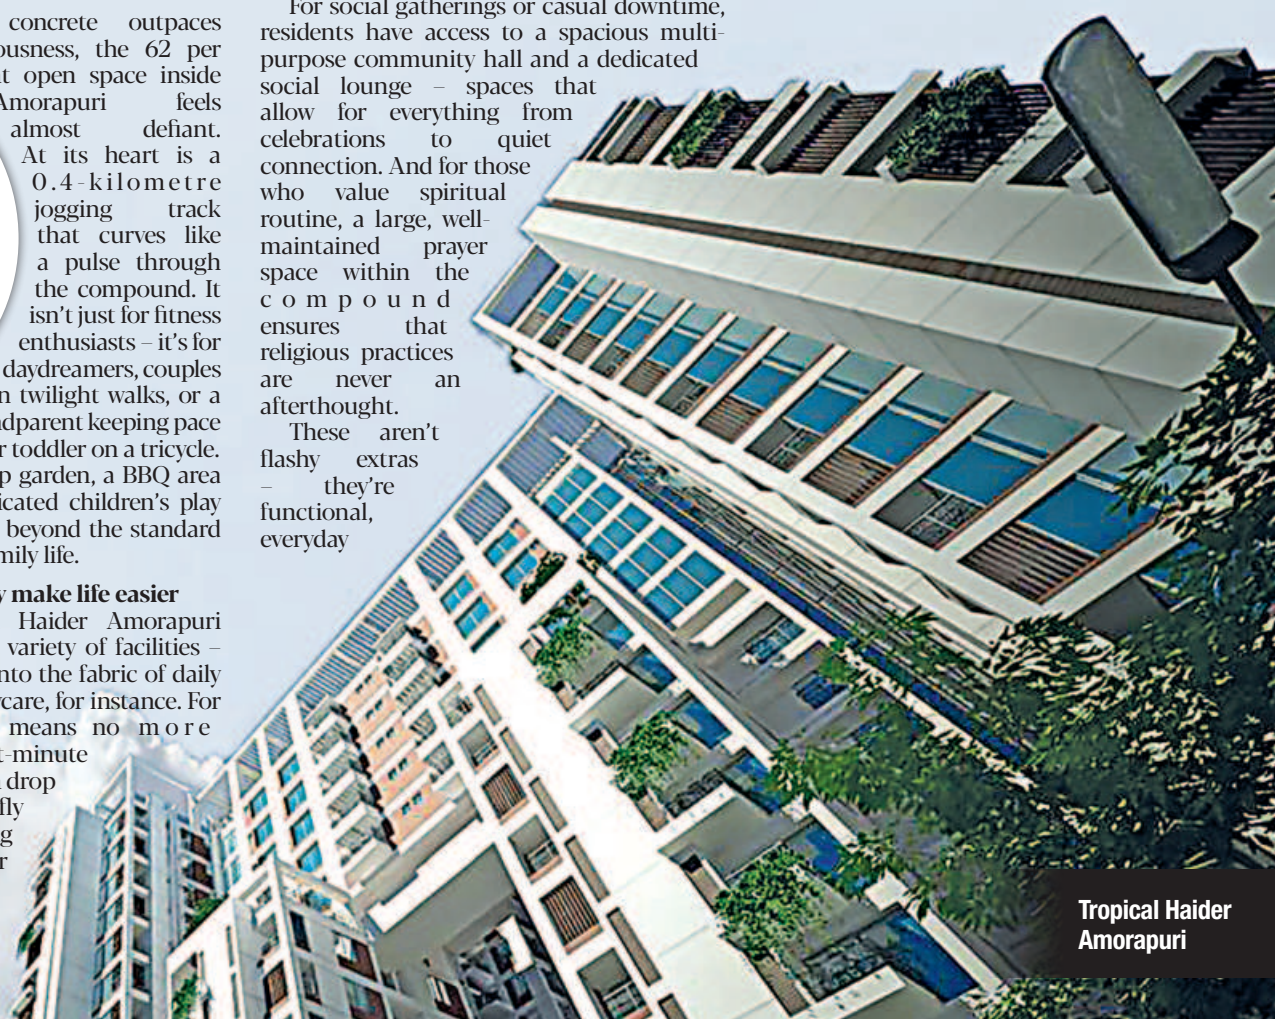 concrete outpaces
ousness, the 62 per
t open space inside
Amorapuri feels
almost defiant.
At its heart is a
0.4-kilometre
jogging track
that curves like
a pulse through
the compound. It
isn't just for fitness
enthusiasts – it's for
daydreamers, couples
n twilight walks, or a
ndparent keeping pace
r toddler on a tricycle.
p garden, a BBQ area
icated children's play
beyond the standard
mily life.
y make life easier
Haider Amorapuri
variety of facilities –
nto the fabric of daily
care, for instance. For
means no more
t-minute
drop
fly
g
r
For social gatherings or casual downtime,
residents have access to a spacious multi-
purpose community hall and a dedicated
social lounge – spaces that
allow for everything from
celebrations to quiet
connection. And for those
who value spiritual
routine, a large, well-
maintained prayer
space within the
compound
ensures that
religious practices
are never an
afterthought.
These aren't
flashy extras
– they're
functional,
everyday
Tropical Haider
Amorapuri